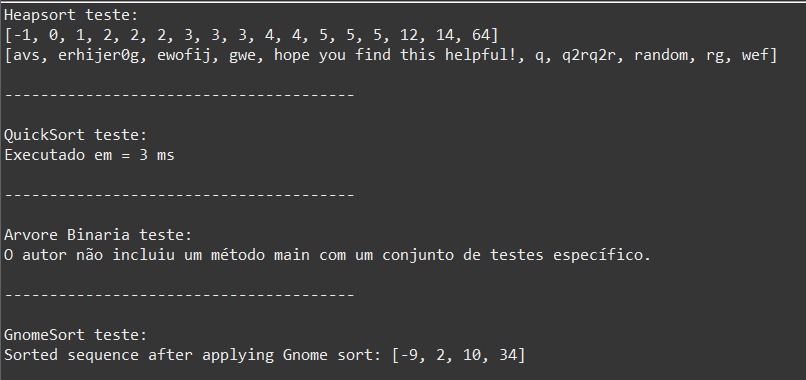 Heapsort teste:
[-1, 0, 1, 2, 2, 2, 3, 3, 3, 4, 4, 5, 5, 5, 12, 14, 64]
[avs, erhijer0g, ewofij, gwe, hope you find this helpful!, q, q2rq2r, random, rg, wef]
---------------------------------------
QuickSort teste:
Executado em = 3 ms
---------------------------------------
Arvore Binaria teste:
O autor não incluiu um método main com um conjunto de testes específico.
---------------------------------------
GnomeSort teste:
Sorted sequence after applying Gnome sort: [-9, 2, 10, 34]